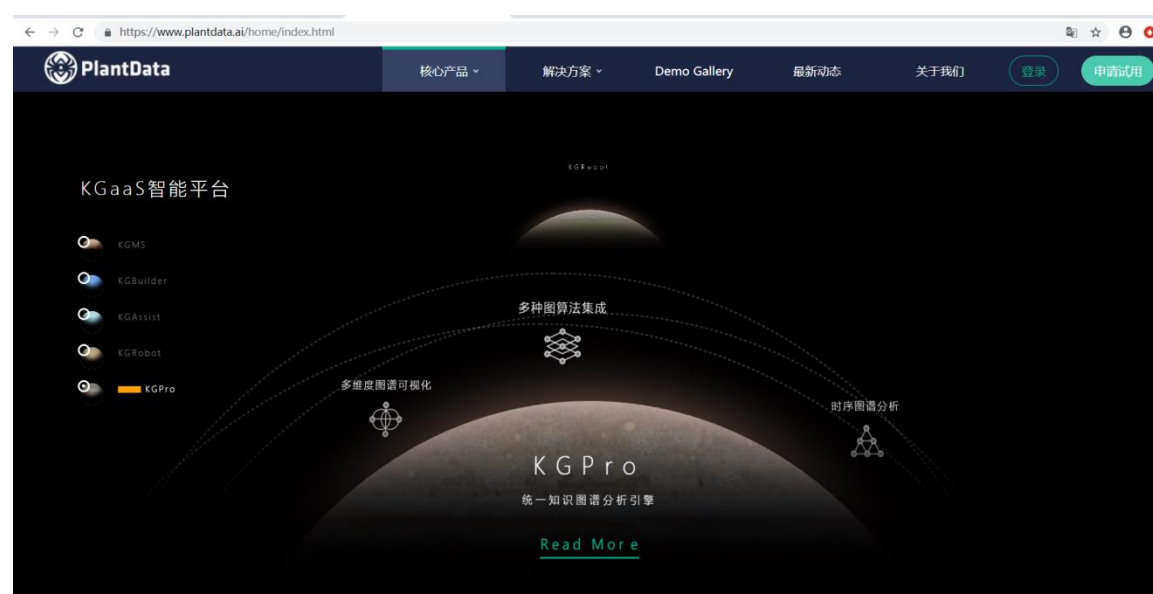 https://www.plantdata.ai/home/index.html
PlantData
核心产品
解决方案
Demo Gallery
最新动态
关于我们
登录
申请试用
KGRobot
KGaaS智能平台
KGMS
KGBuilder
KGAssist
KGRobot
KGPro
多种图算法集成
多维度图谱可视化
时序图谱分析
KGPro
统一知识图谱分析引擎
Read More